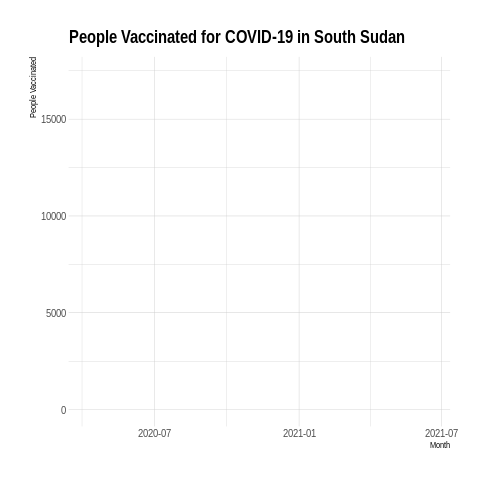 People Vaccinated for COVID-19 in South Sudan
People Vaccinated
15000
10000
5000
0
2020-07
2021-01
2021-07
Month